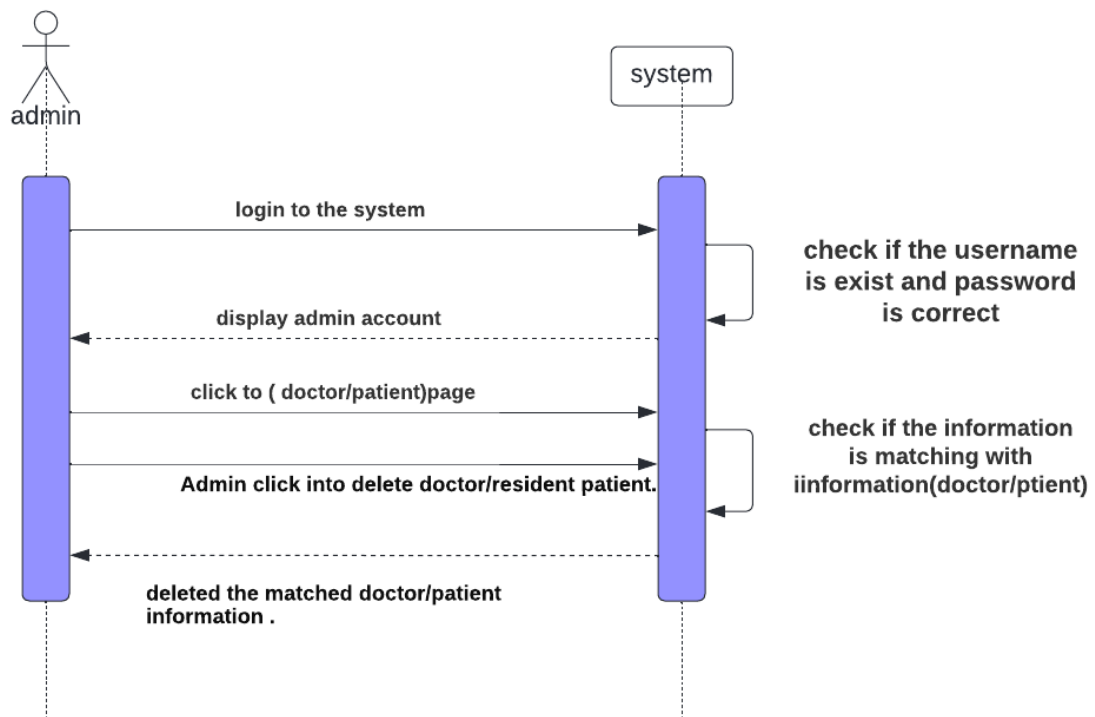 admin
system
login to the system
check if the username
is exist and password
is correct
display admin account
click to ( doctor/patient)page
check if the information
is matching with
iinformation(doctor/ptient)
Admin click into delete doctor/resident patient.
deleted the matched doctor/patient
information .